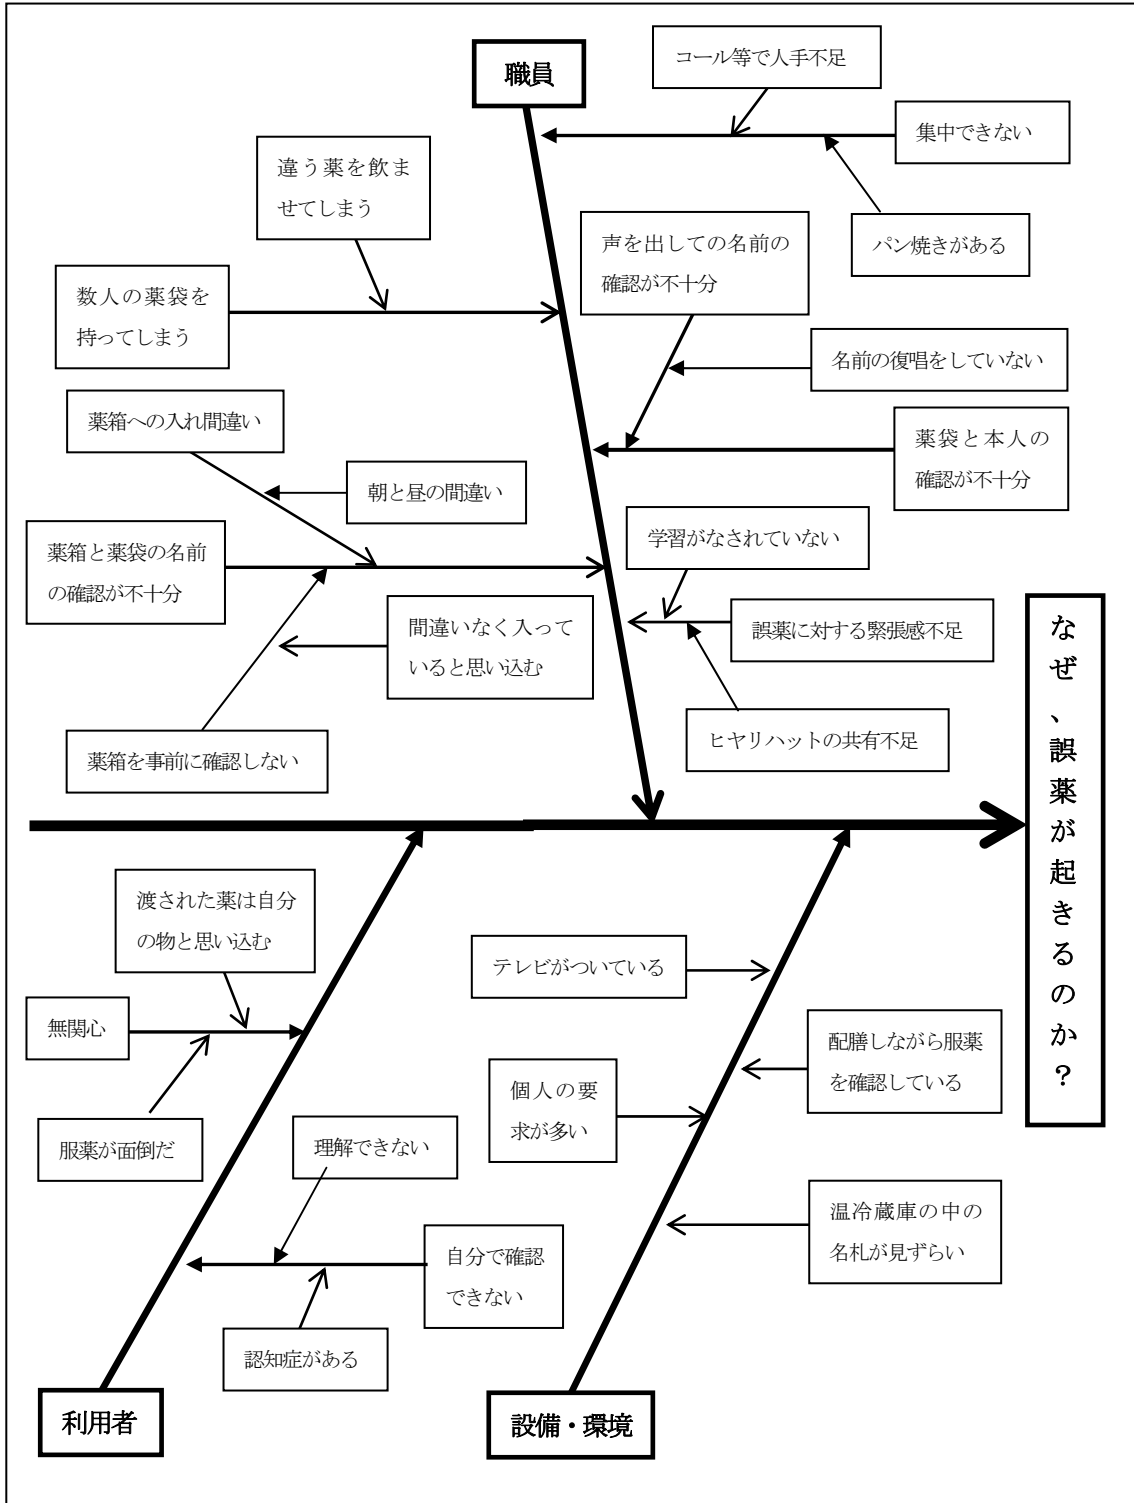 職員
コール等で人手不足
集中できない
パン焼きがある
違う薬を飲ま
せてしまう
数人の薬袋を
持ってしまう
声を出しての名前の
確認が不十分
名前の復唱をしていない
薬袋と本人の
確認が不十分
薬箱への入れ間違い
朝と昼の間違い
薬箱と薬袋の名前
の確認が不十分
間違いなく入って
いると思い込む
薬箱を事前に確認しない
学習がなされていない
誤薬に対する緊張感不足
ヒヤリハットの共有不足
なぜ、誤薬が起きるのか？
渡された薬は自分
の物と思い込む
無関心
服薬が面倒だ
理解できない
自分で確認
できない
認知症がある
利用者
テレビがついている
配膳しながら服薬
を確認している
個人の要
求が多い
温冷蔵庫の中の
名札が見ずらい
設備・環境